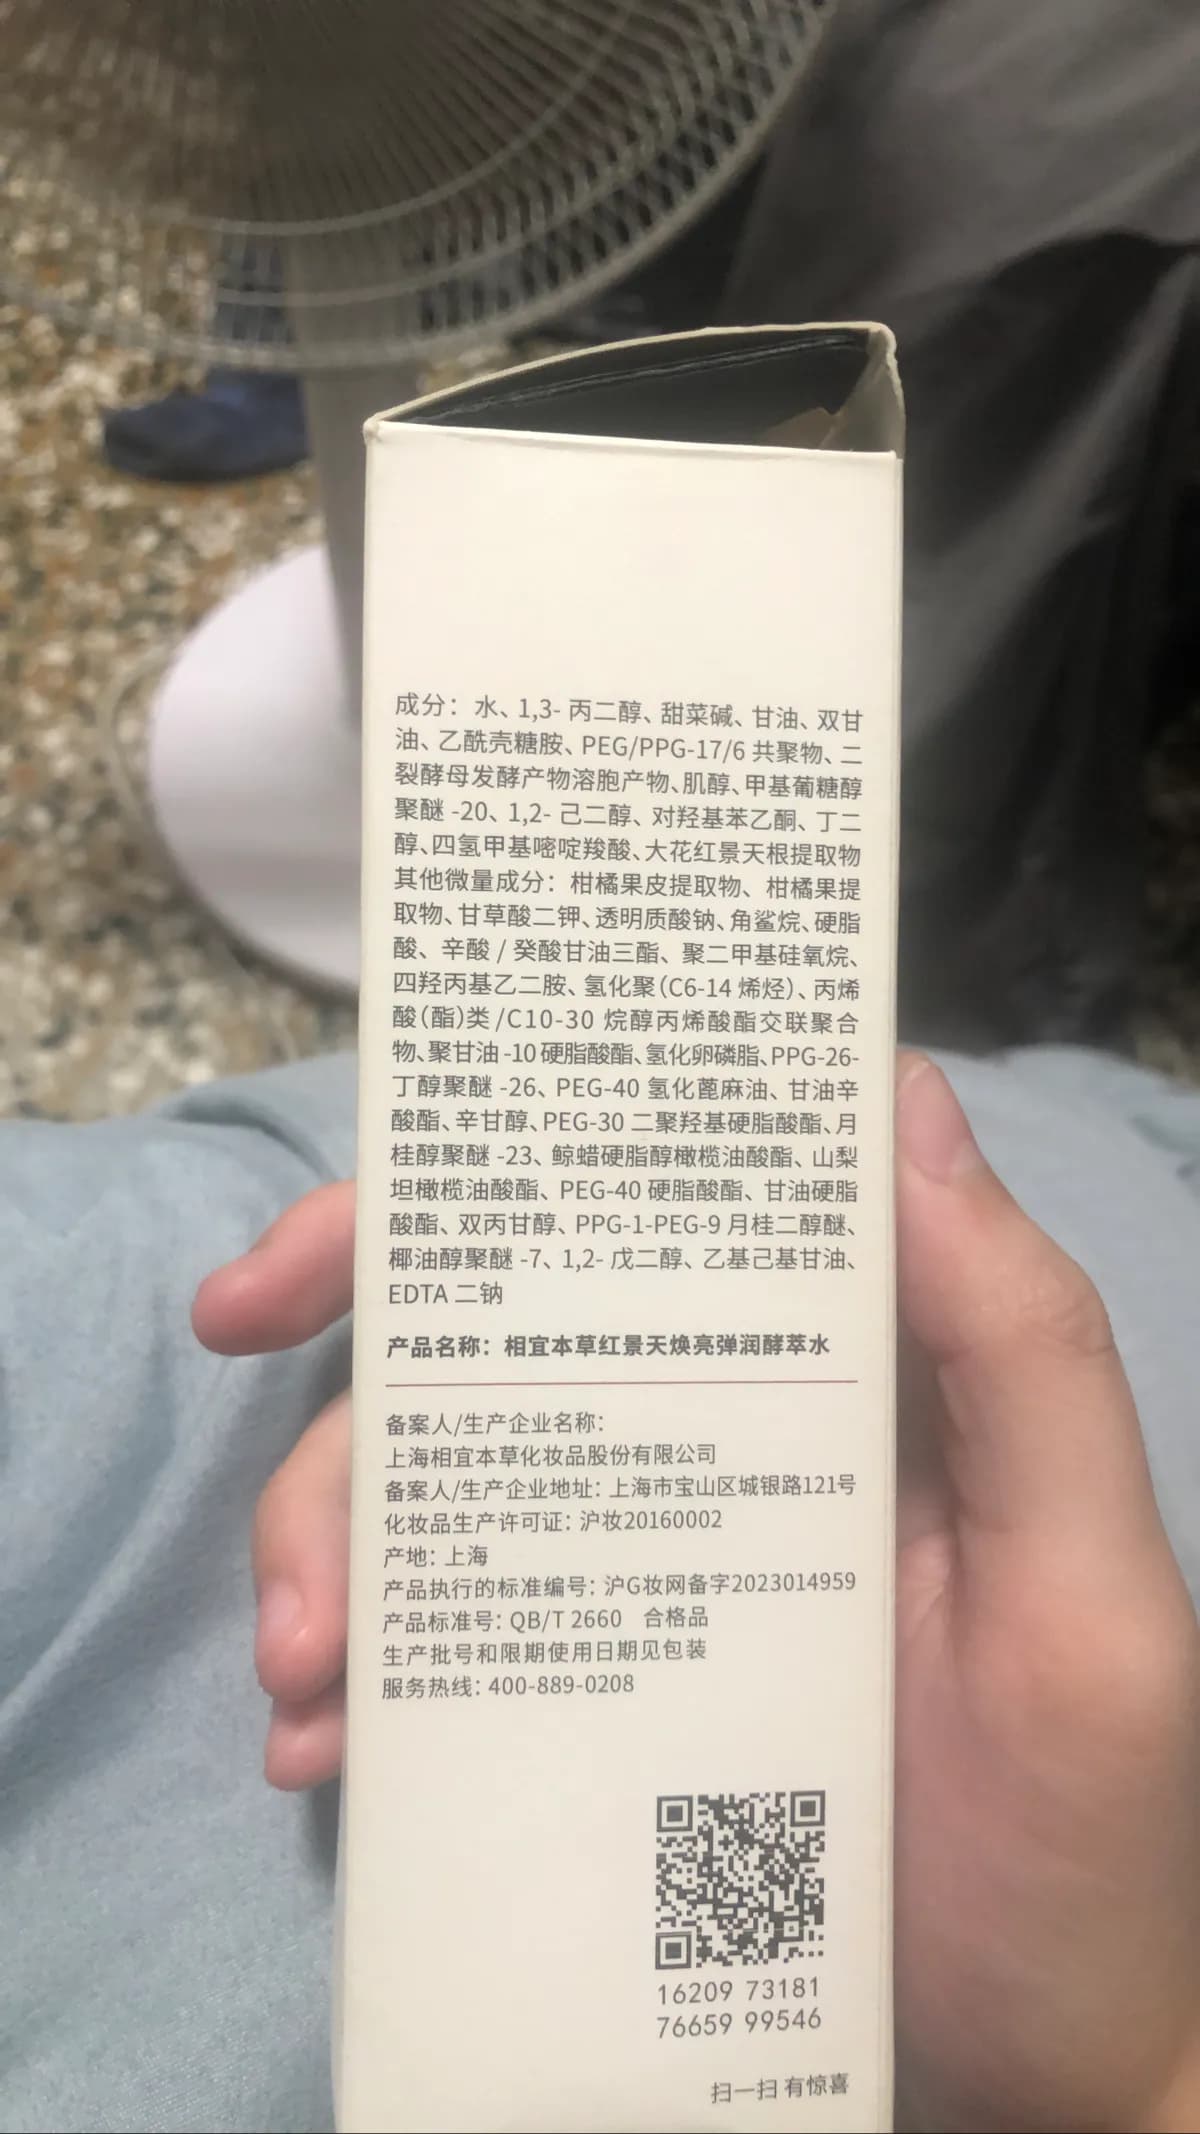 成分：水、1,3-丙二醇、甜菜碱、甘油、双甘
油、乙酰壳糖胺、PEG/PPG-17/6 共聚物、二
裂酵母发酵产物溶胞产物、肌醇、甲基葡糖醇
聚醚-20、1,2-己二醇、对羟基苯乙酮、丁二
醇、四氢甲基嘧啶羧酸、大花红景天根提取物
其他微量成分：柑橘果皮提取物、柑橘果提
取物、甘草酸二钾、透明质酸钠、角鲨烷、硬脂
酸、辛酸/癸酸甘油三酯、聚二甲基硅氧烷、
四羟丙基乙二胺、氢化聚（C6-14 烯烃）、丙烯
酸（酯）类/C10-30 烷醇丙烯酸酯交联聚合
物、聚甘油-10 硬脂酸酯、氢化卵磷脂、PPG-26-
丁醇聚醚-26、PEG-40 氢化蓖麻油、甘油辛
酸酯、辛甘醇、PEG-30 二聚羟基硬脂酸酯、月
桂醇聚醚-23、鲸蜡硬脂醇橄榄油酸酯、山梨
坦橄榄油酸酯、PEG-40 硬脂酸酯、甘油硬脂
酸酯、双丙甘醇、PPG-1-PEG-9 月桂二醇醚、
椰油醇聚醚-7、1,2-戊二醇、乙基己基甘油、
EDTA 二钠
产品名称：相宜本草红景天焕亮弹润酵萃水
备案人/生产企业名称：
上海相宜本草化妆品股份有限公司
备案人/生产企业地址：上海市宝山区城银路121号
化妆品生产许可证：沪妆20160002
产地：上海
产品执行的标准编号：沪G妆网备字2023014959
产品标准号：QB/T 2660 合格品
生产批号和限期使用日期见包装
服务热线：400-889-0208
16209 73181
76659 99546
扫一扫 有惊喜